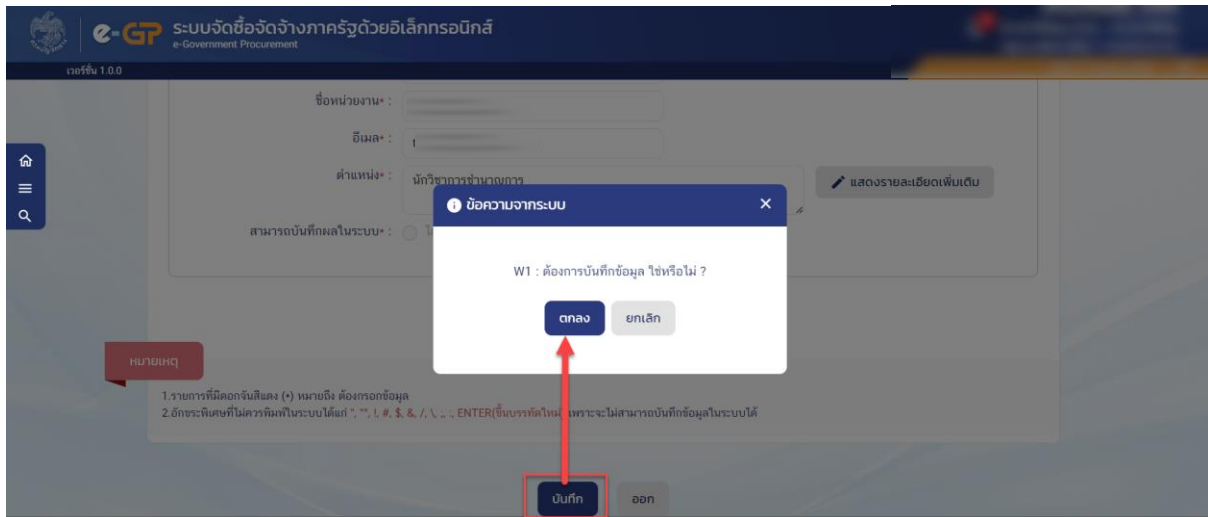 e-GP ระบบจัดซื้อจัดจ้างภาครัฐด้วยอิเล็กทรอนิกส์
e-Government Procurement
เวอร์ชั่น 1.0.0
ชื่อหน่วยงาน* :
อีเมล* :
ตำแหน่ง* : นักวิชาการชำนาญการ
แสดงรายละเอียดเพิ่มเติม
ข้อความจากระบบ
สามารถบันทึกผลในระบบ* :
W1 : ต้องการบันทึกข้อมูล ใช่หรือไม่ ?
ตกลง ยกเลิก
หมายเหตุ
1.รายการที่มีดอกจันสีแดง (*) หมายถึง ต้องกรอกข้อมูล
2.อักขระพิเศษที่ไม่ควรพิมพ์ในระบบได้แก่ ", "", !, #, $, &, /, \, ENTER(ขึ้นบรรทัดใหม่) เพราะจะไม่สามารถบันทึกข้อมูลในระบบได้
บันทึก ออก